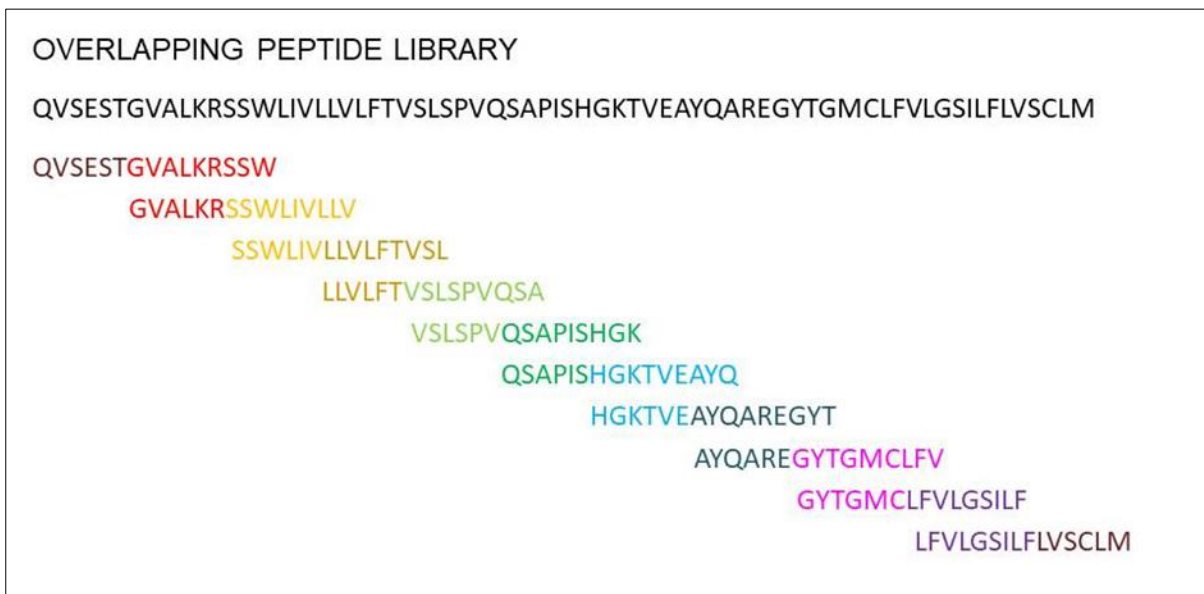 OVERLAPPING PEPTIDE LIBRARY
QVSESTGVALKRSSWLIVLLVLFTVSLSPVQSAPISHGKTVEAYQAREGYTGMCLFVLGSILFLVSCLM
QVSESTGVALKRSSW
GVALKRSSWLIVLLV
SSWLIVLLVLFTVSL
LLVLFTVSLSPVQSA
VSLSPVQSAPISHGK
QSAPISHGKTVEAYQ
HGKTVEAYQAREGYT
AYQAREGYTGMCLFV
GYTGMCLFVLGSILF
LFVLGSILFLVSCLM